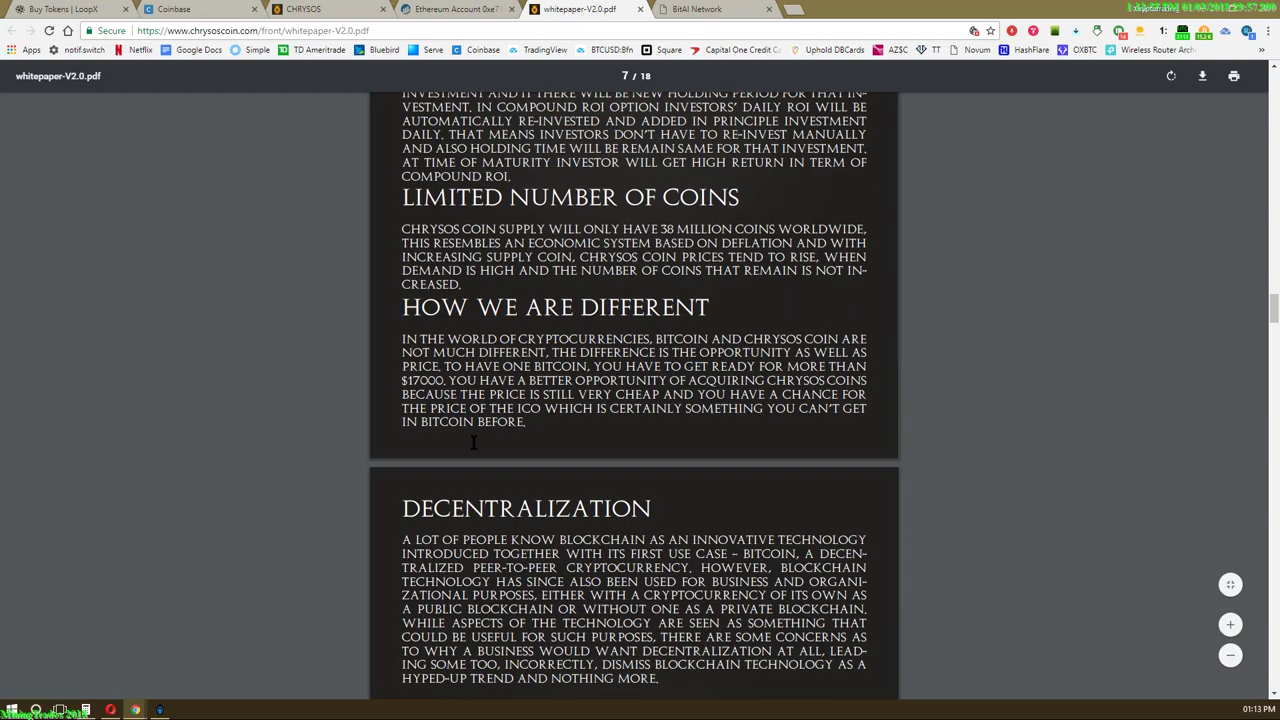 Buy Tokens | LoopX
Coinbase
CHRYSOS
Ethereum Account 0xe71
whitepaper-V2.0.pdf
BitAI Network
Secure
https://www.chrysoscoin.com/front/whitepaper-V2.0.pdf
Apps
notif.switch
Netflix
Google Docs
Simple
TD Ameritrade
Bluebird
Serve
Coinbase
TradingView
BTCUSD:Bfn
Square
Capital One Credit Ca
Uphold DBCards
AZ$C
TT
Novum
HashFlare
OXBTC
Wireless Router Arch
whitepaper-V2.0.pdf
7 / 18
INVESTMENT AND IT THERE WILL BE NEW HOLDING PERIOD FOR THAT IN-
VESTMENT. IN COMPOUND ROI OPTION INVESTORS' DAILY ROI WILL BE
AUTOMATICALLY RE-INVESTED AND ADDED IN PRINCIPLE INVESTMENT
DAILY. THAT MEANS INVESTORS DON'T HAVE TO RE-INVEST MANUALLY
AND ALSO HOLDING TIME WILL BE REMAIN SAME FOR THAT INVESTMENT.
AT TIME OF MATURITY INVESTOR WILL GET HIGH RETURN IN TERM OF
COMPOUND ROI.
LIMITED NUMBER OF COINS
CHRYSOS COIN SUPPLY WILL ONLY HAVE 38 MILLION COINS WORLDWIDE,
THIS RESEMBLES AN ECONOMIC SYSTEM BASED ON DEFLATION AND WITH
INCREASING SUPPLY COIN, CHRYSOS COIN PRICES TEND TO RISE, WHEN
DEMAND IS HIGH AND THE NUMBER OF COINS THAT REMAIN IS NOT IN-
CREASED.
HOW WE ARE DIFFERENT
IN THE WORLD OF CRYPTOCURRENCIES, BITCOIN AND CHRYSOS COIN ARE
NOT MUCH DIFFERENT, THE DIFFERENCE IS THE OPPORTUNITY AS WELL AS
PRICE. TO HAVE ONE BITCOIN, YOU HAVE TO GET READY FOR MORE THAN
$17000. YOU HAVE A BETTER OPPORTUNITY OF ACQUIRING CHRYSOS COINS
BECAUSE THE PRICE IS STILL VERY CHEAP AND YOU HAVE A CHANCE FOR
THE PRICE OF THE ICO WHICH IS CERTAINLY SOMETHING YOU CAN'T GET
IN BITCOIN BEFORE.
DECENTRALIZATION
A LOT OF PEOPLE KNOW BLOCKCHAIN AS AN INNOVATIVE TECHNOLOGY
INTRODUCED TOGETHER WITH ITS FIRST USE CASE – BITCOIN, A DECEN-
TRALIZED PEER-TO-PEER CRYPTOCURRENCY. HOWEVER, BLOCKCHAIN
TECHNOLOGY HAS SINCE ALSO BEEN USED FOR BUSINESS AND ORGANI-
ZATIONAL PURPOSES, EITHER WITH A CRYPTOCURRENCY OF ITS OWN AS
A PUBLIC BLOCKCHAIN OR WITHOUT ONE AS A PRIVATE BLOCKCHAIN.
WHILE ASPECTS OF THE TECHNOLOGY ARE SEEN AS SOMETHING THAT
COULD BE USEFUL FOR SUCH PURPOSES, THERE ARE SOME CONCERNS AS
TO WHY A BUSINESS WOULD WANT DECENTRALIZATION AT ALL, LEAD-
ING SOME TOO, INCORRECTLY, DISMISS BLOCKCHAIN TECHNOLOGY AS A
HYPED-UP TREND AND NOTHING MORE.
01:13 PM